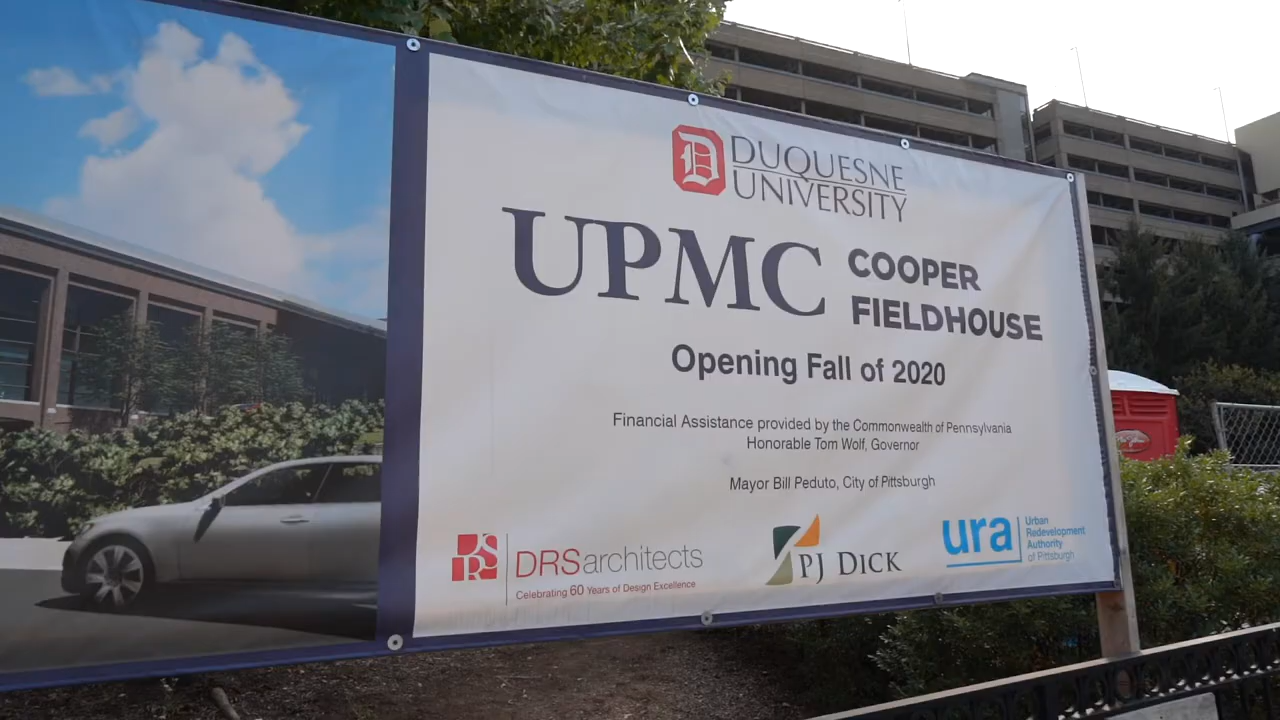 D
DUQUESNE
UNIVERSITY
UPMC
COOPER
FIELDHOUSE
Opening Fall of 2020
Financial Assistance provided by the Commonwealth of Pennsylvania
Honorable Tom Wolf, Governor
Mayor Bill Peduto, City of Pittsburgh
DRS
DRSarchitects
Celebrating 60 Years of Design Excellence
PJ DICK
ura
Urban
Redevelopment
Authority
of Pittsburgh